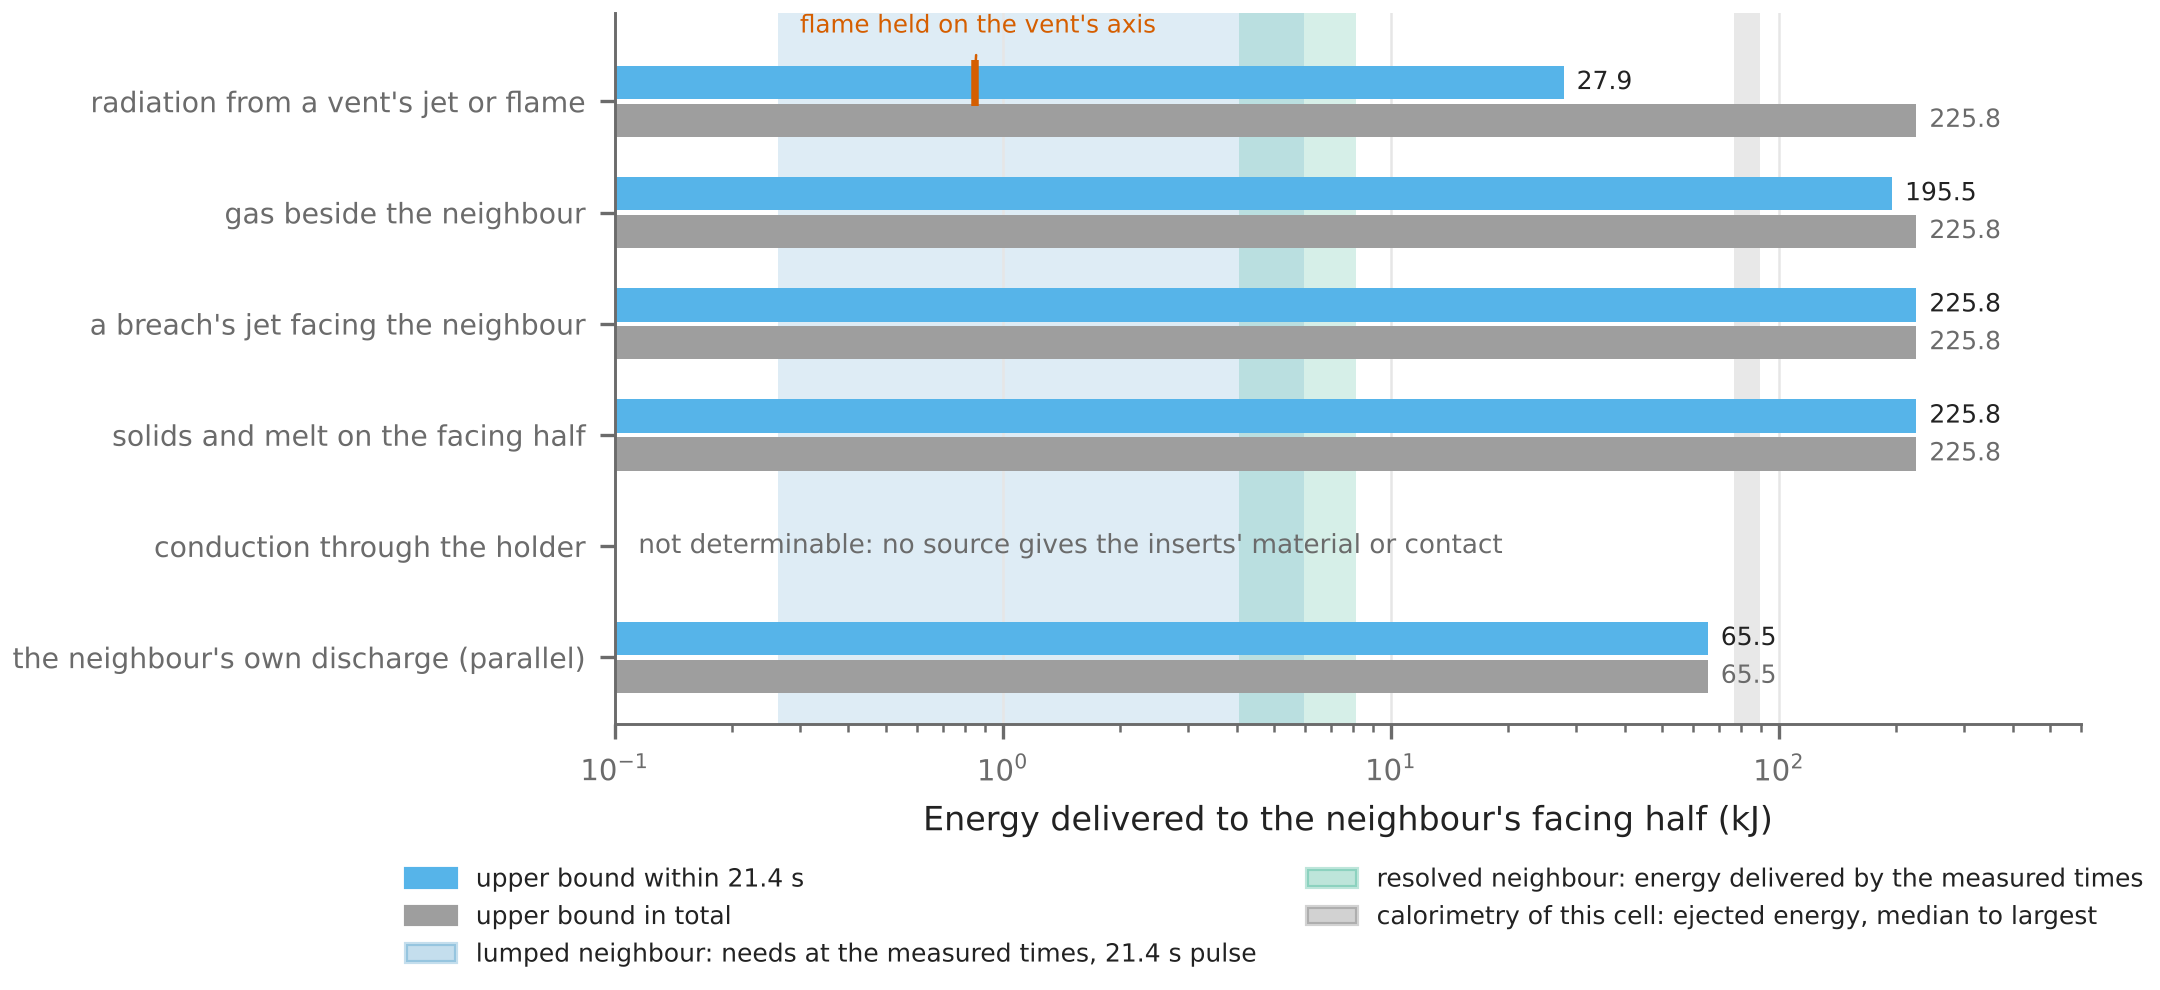 flame held on the vent's axis
radiation from a vent's jet or flame
27.9
225.8
gas beside the neighbour
195.5
225.8
a breach's jet facing the neighbour
225.8
225.8
solids and melt on the facing half
225.8
225.8
conduction through the holder
not determinable: no source gives the inserts' material or contact
the neighbour's own discharge (parallel)
65.5
65.5
10⁻¹ 10⁰ 10¹ 10²
Energy delivered to the neighbour's facing half (kJ)
upper bound within 21.4 s
upper bound in total
lumped neighbour: needs at the measured times, 21.4 s pulse
resolved neighbour: energy delivered by the measured times
calorimetry of this cell: ejected energy, median to largest